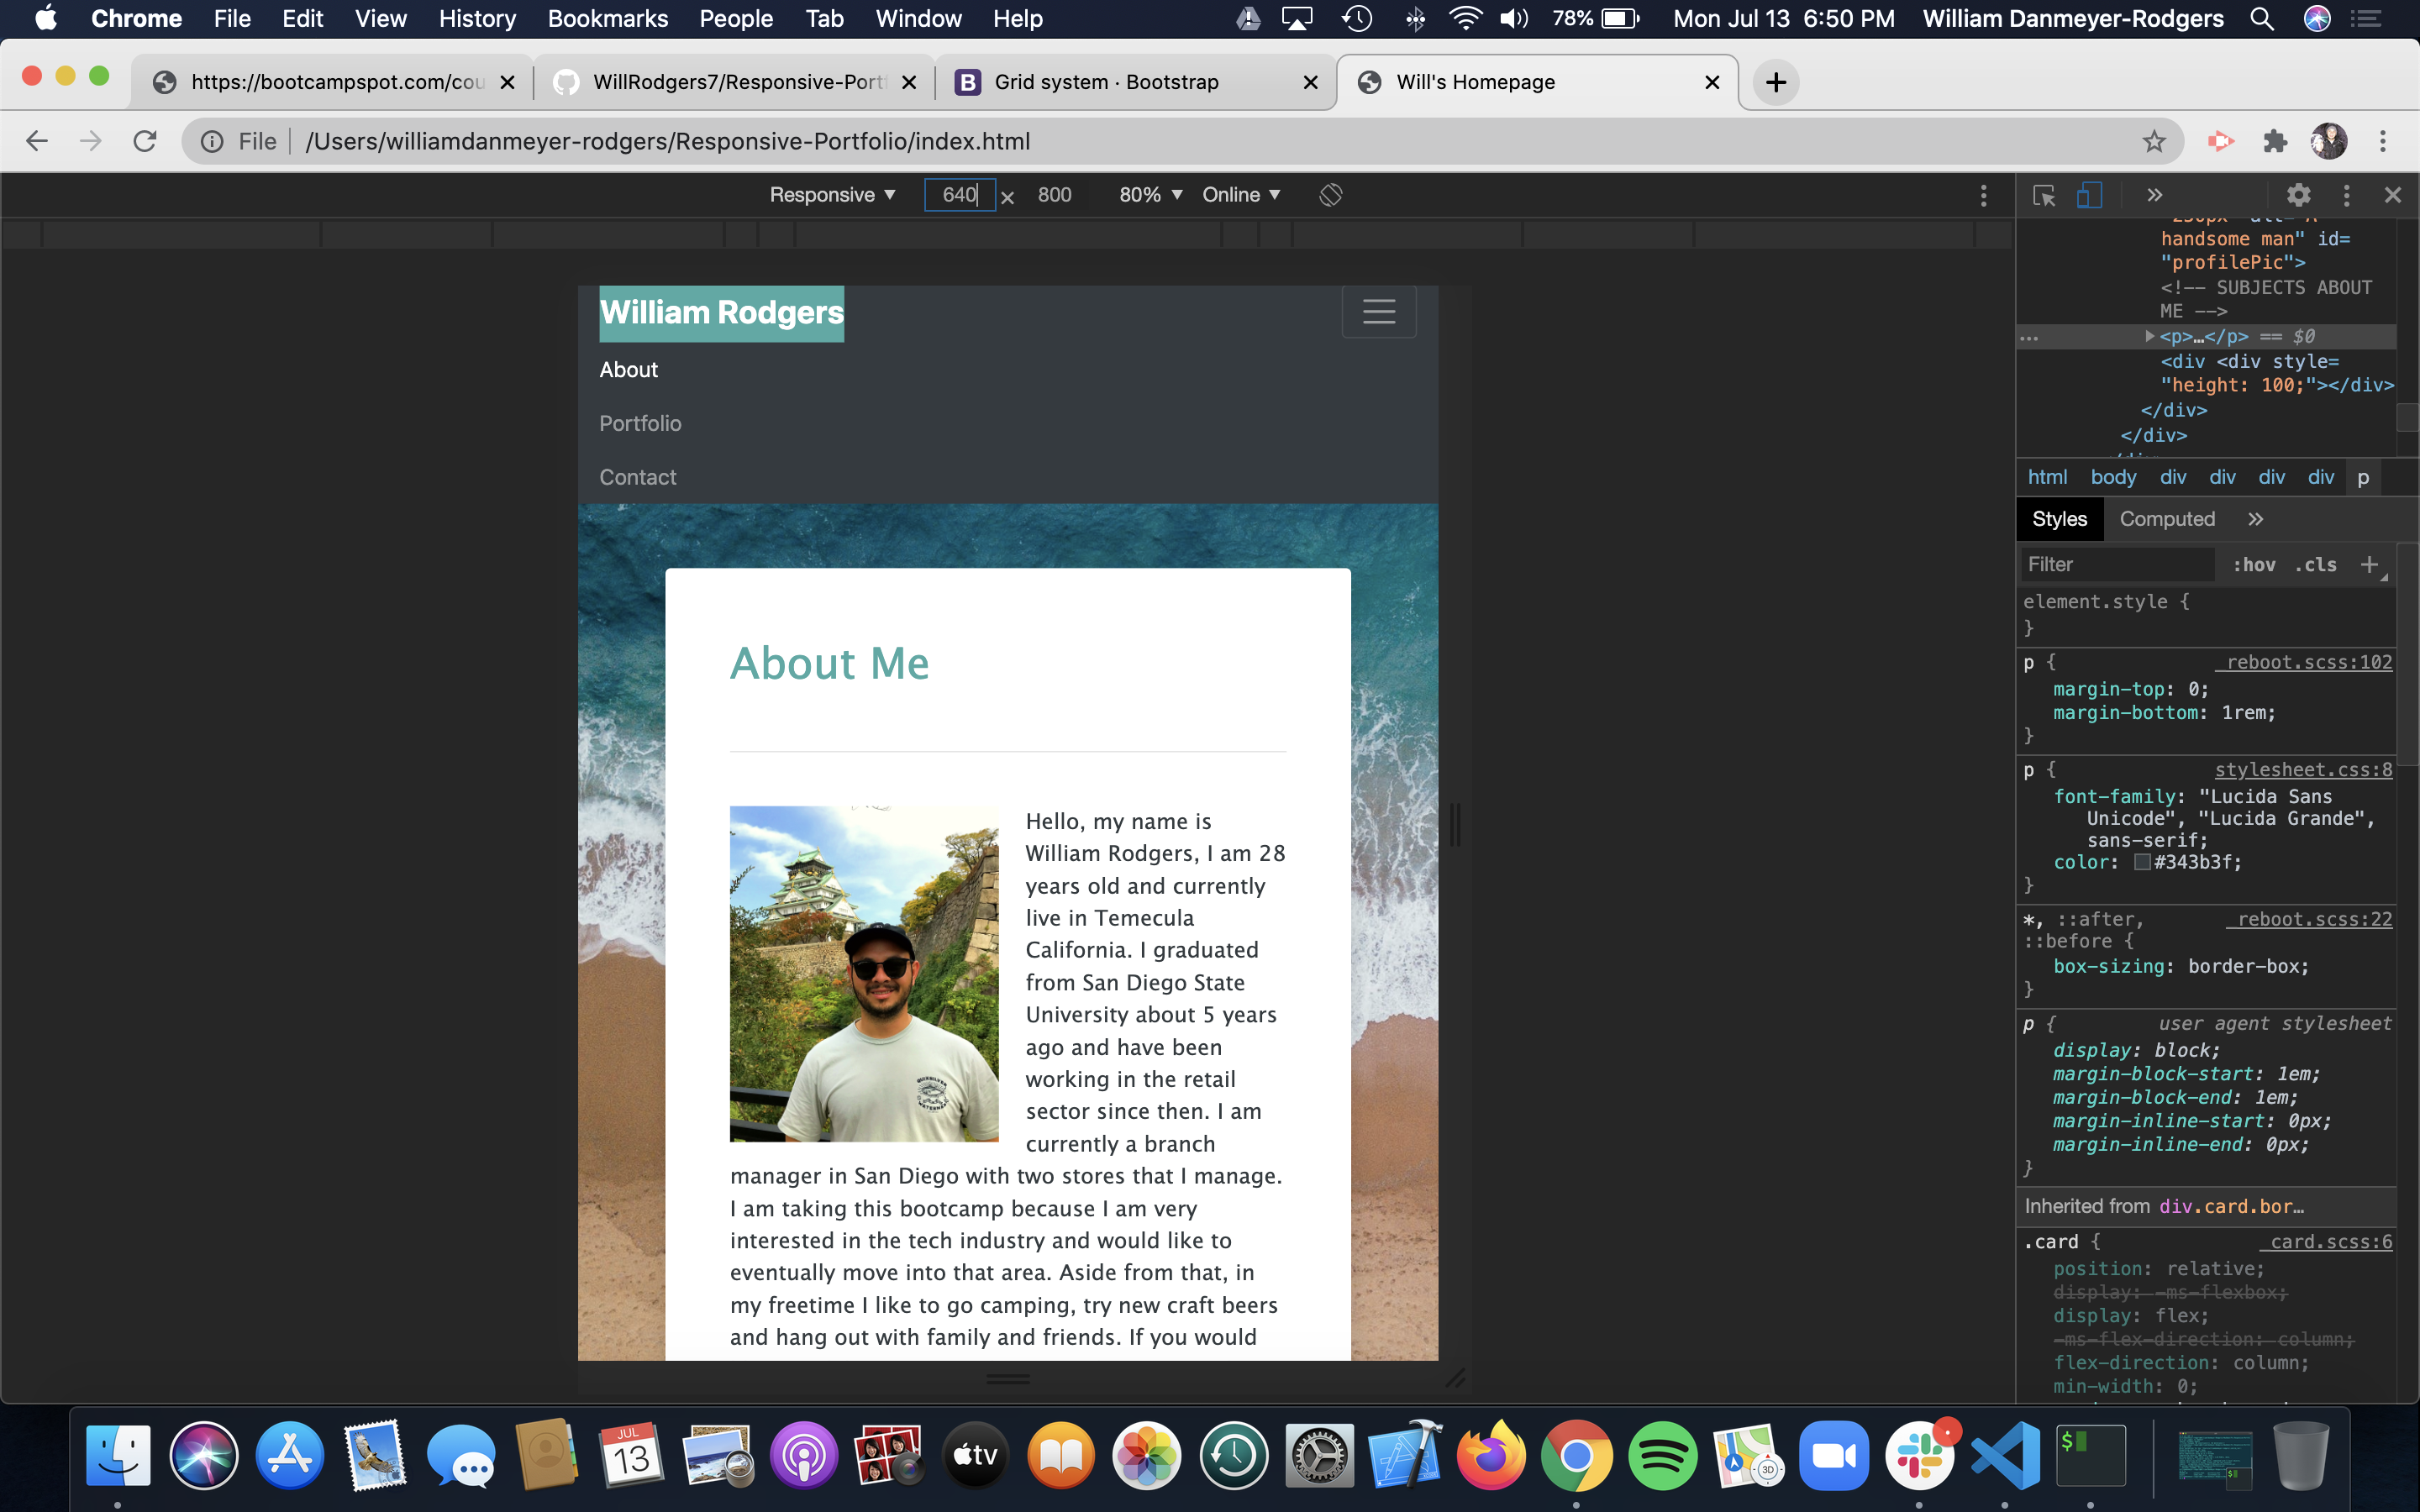 Chrome File Edit View History Bookmarks People Tab Window Help 78% Mon Jul 13 6:50 PM William Danmeyer-Rodgers
https://bootcampspot.com/cou WillRodgers7/Responsive-Port B Grid system · Bootstrap Will's Homepage
File /Users/williamdanmeyer-rodgers/Responsive-Portfolio/index.html
Responsive ▼ 640 × 800 80% ▼ Online ▼
William Rodgers
About
Portfolio
Contact
About Me
Hello, my name is
William Rodgers, I am 28
years old and currently
live in Temecula
California. I graduated
from San Diego State
University about 5 years
ago and have been
working in the retail
sector since then. I am
currently a branch
manager in San Diego with two stores that I manage.
I am taking this bootcamp because I am very
interested in the tech industry and would like to
eventually move into that area. Aside from that, in
my freetime I like to go camping, try new craft beers
and hang out with family and friends. If you would
handsome man" id=
"profilePic">
<!-- SUBJECTS ABOUT
ME -->
… ▶<p>…</p> == $0
<div <div style=
"height: 100;"></div>
</div>
</div>
html body div div div div p
Styles Computed »
Filter :hov .cls +
element.style {
}
p { _reboot.scss:102
margin-top: 0;
margin-bottom: 1rem;
}
p { stylesheet.css:8
font-family: "Lucida Sans
Unicode", "Lucida Grande",
sans-serif;
color: #343b3f;
}
*, ::after, _reboot.scss:22
::before {
box-sizing: border-box;
}
p { user agent stylesheet
display: block;
margin-block-start: 1em;
margin-block-end: 1em;
margin-inline-start: 0px;
margin-inline-end: 0px;
}
Inherited from div.card.bor…
.card { _card.scss:6
position: relative;
display: -ms-flexbox;
display: flex;
-ms-flex-direction: column;
flex-direction: column;
min-width: 0;
JUL
13
tv
3D
$